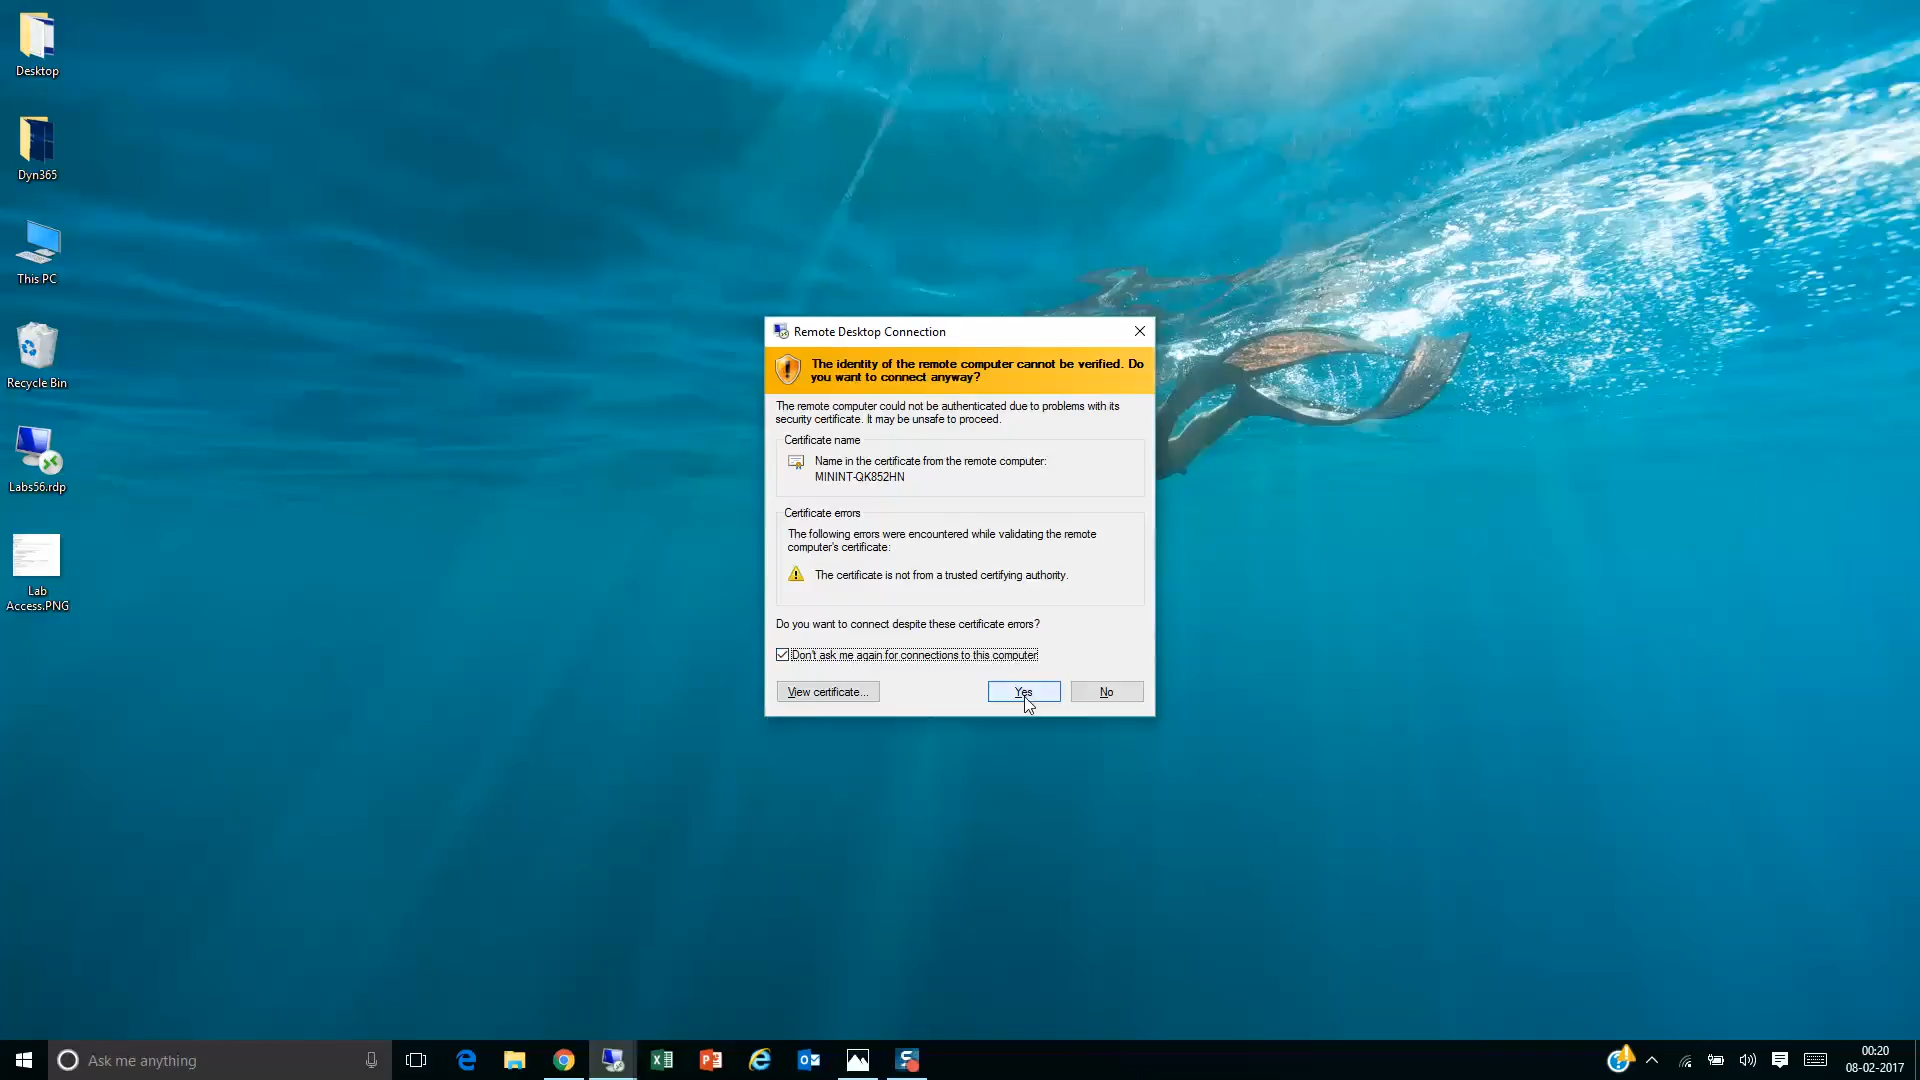 Desktop
Dyn365
This PC
Recycle Bin
Labs56.rdp
Lab
Access.PNG
Remote Desktop Connection
The identity of the remote computer cannot be verified. Do
you want to connect anyway?
The remote computer could not be authenticated due to problems with its
security certificate. It may be unsafe to proceed.
Certificate name
Name in the certificate from the remote computer:
MININT-QK852HN
Certificate errors
The following errors were encountered while validating the remote
computer's certificate:
The certificate is not from a trusted certifying authority.
Do you want to connect despite these certificate errors?
Don't ask me again for connections to this computer
View certificate...
Yes
No
Ask me anything
00:20
08-02-2017